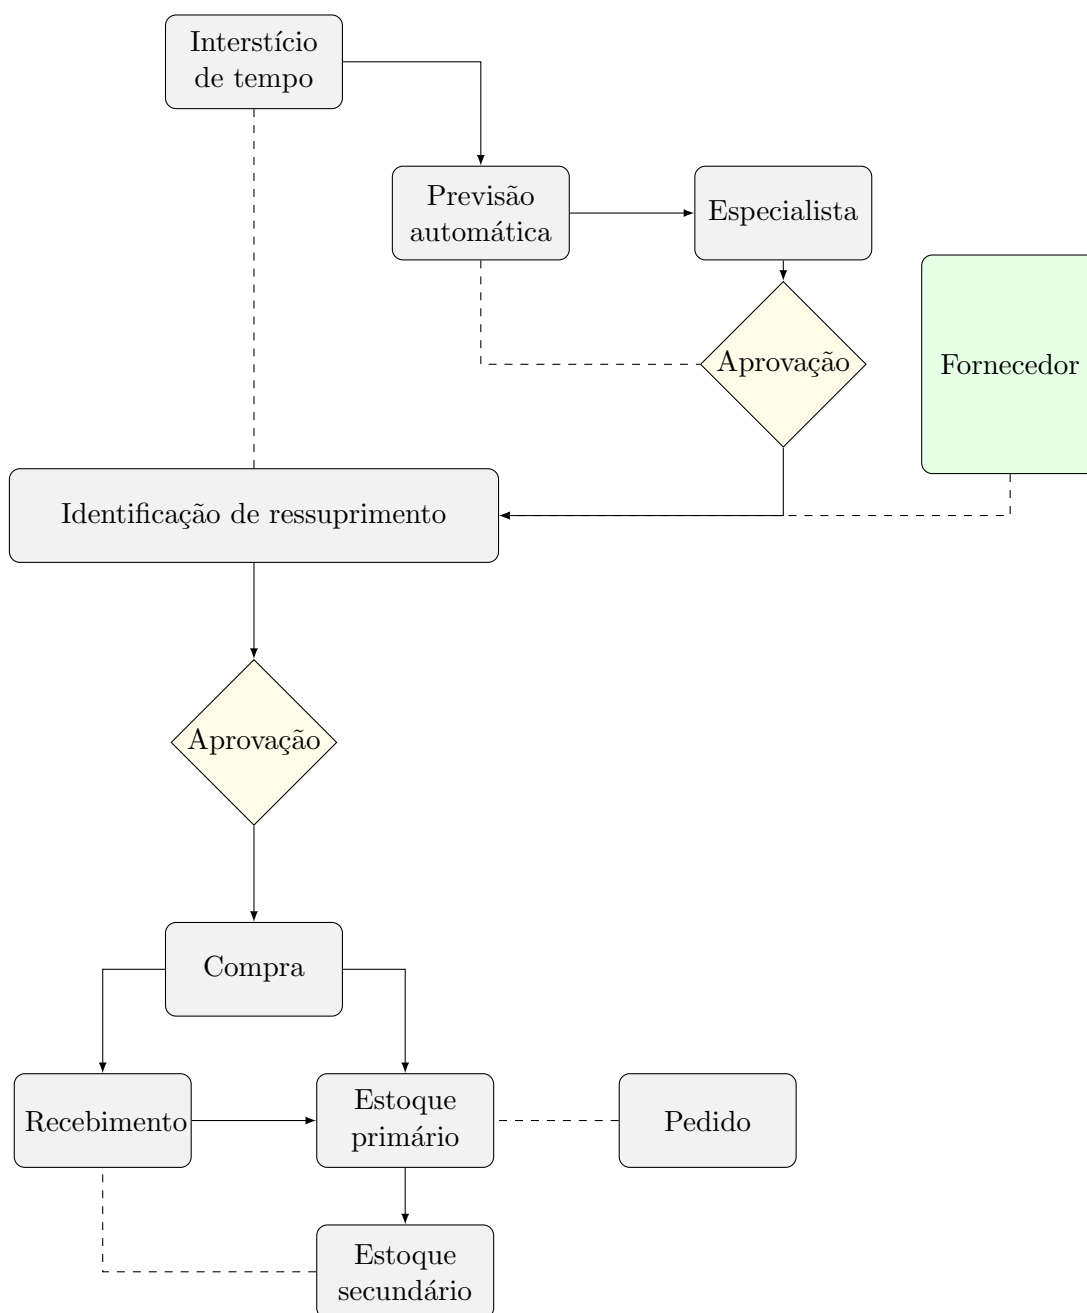 Interstício
de tempo
Previsão
automática
Especialista
Aprovação
Fornecedor
Identificação de ressuprimento
Aprovação
Compra
Recebimento
Estoque
primário
Pedido
Estoque
secundário